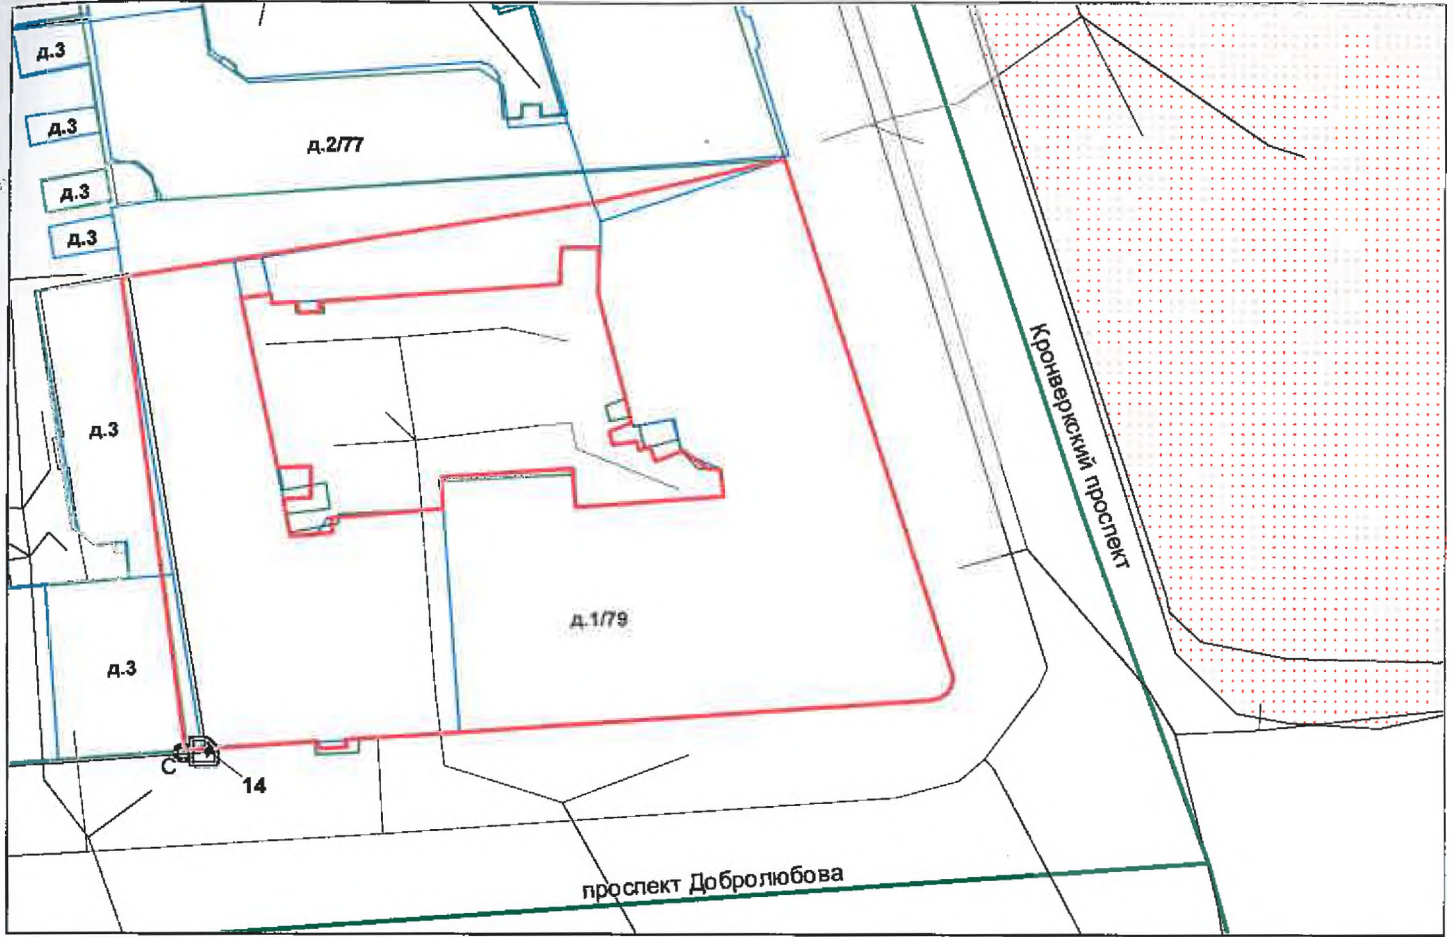 д.3
д.3
д.2/77
д.3
д.3
Кронверкский проспект
д.3
д.1/79
д.3
С
14
проспект Добролюбова